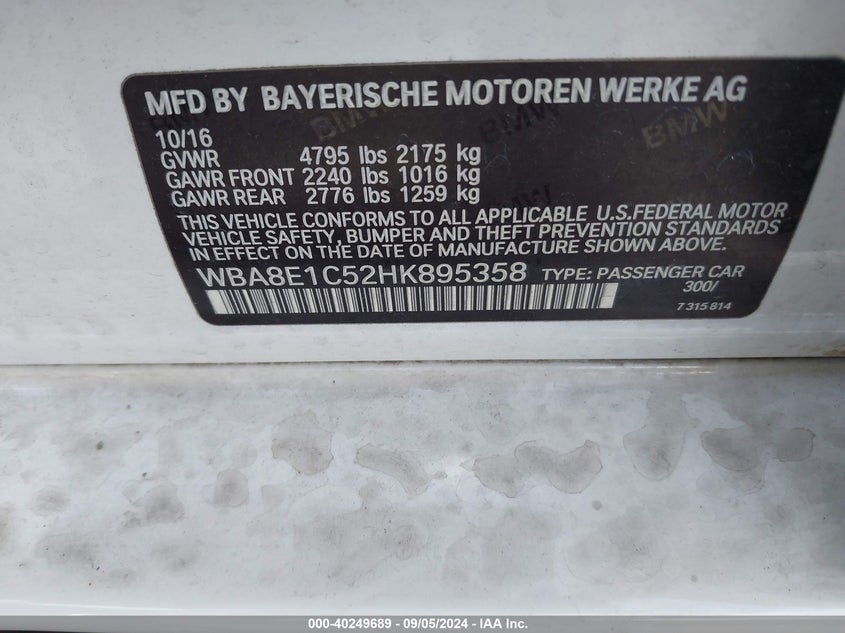 MFD BY BAYERISCHE MOTOREN WERKE AG
10/16
GVWR 4795 lbs 2175 kg
GAWR FRONT 2240 lbs 1016 kg
GAWR REAR 2776 lbs 1259 kg
THIS VEHICLE CONFORMS TO ALL APPLICABLE U.S.FEDERAL MOTOR
VEHICLE SAFETY, BUMPER AND THEFT PREVENTION STANDARDS
IN EFFECT ON THE DATE OF MANUFACTURE SHOWN ABOVE.
WBA8E1C52HK895358 TYPE: PASSENGER CAR
300/
7 315 814
000-40249689 - 09/05/2024 - IAA Inc.